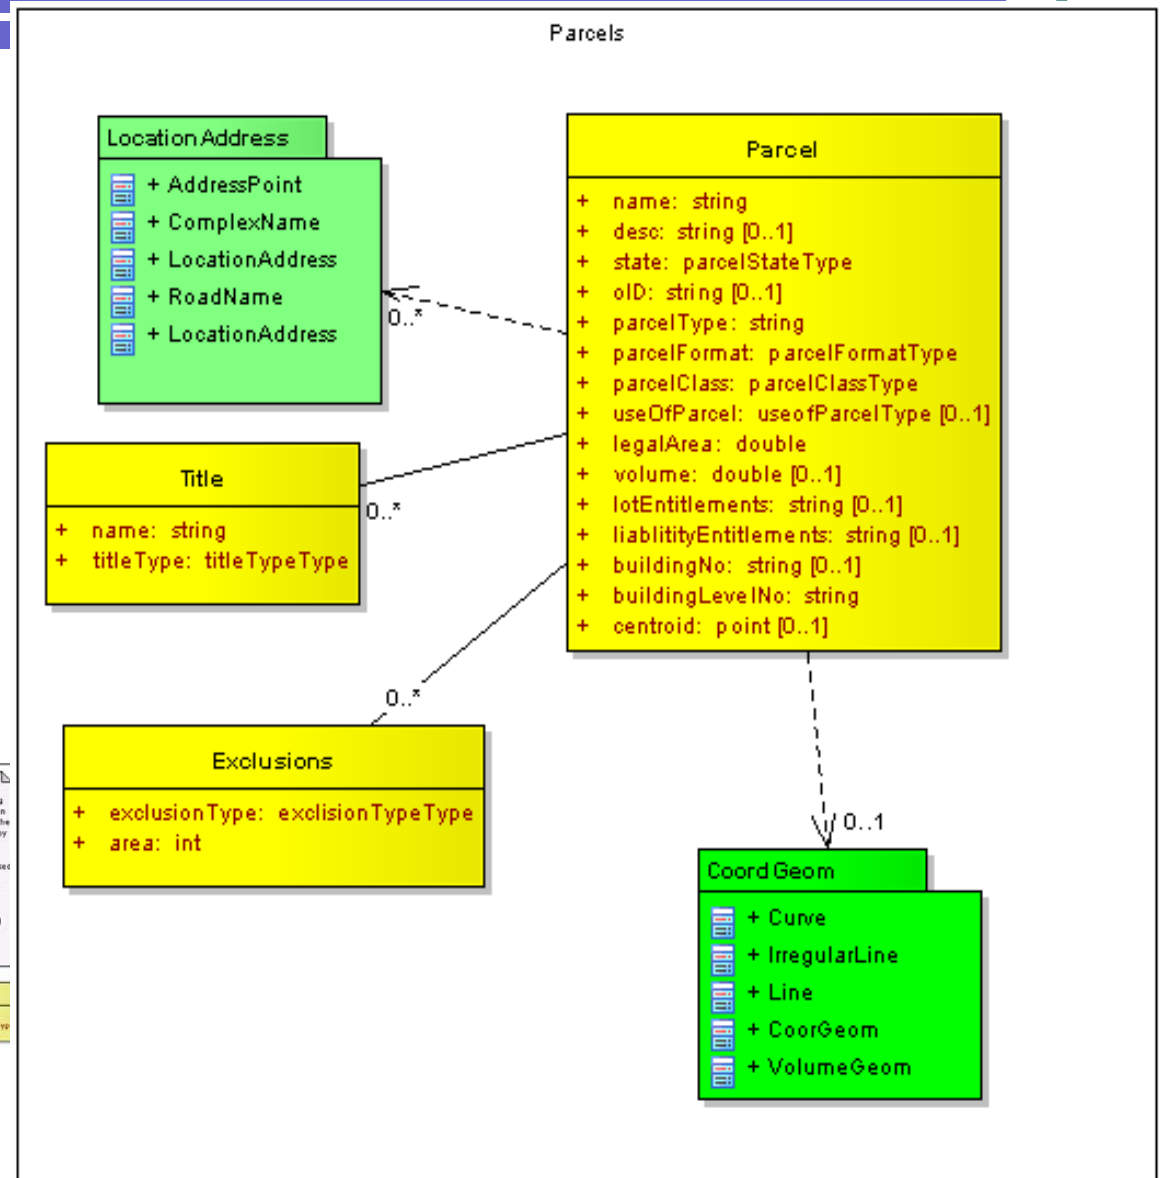 Parcels
LocationAddress
+ AddressPoint
+ ComplexName
+ LocationAddress
+ RoadName
+ LocationAddress
0..*
Parcel
+ name: string
+ desc: string [0..1]
+ state: parcelStateType
+ oID: string [0..1]
+ parcelType: string
+ parcelFormat: parcelFormatType
+ parcelClass: parcelClassType
+ useOfParcel: useofParcelType [0..1]
+ legalArea: double
+ volume: double [0..1]
+ lotEntitlements: string [0..1]
+ liablitityEntitlements: string [0..1]
+ buildingNo: string [0..1]
+ buildingLevelNo: string
+ centroid: point [0..1]
Title
+ name: string
+ titleType: titleTypeType
0..*
0..*
Exclusions
+ exclusionType: exclisionTypeType
+ area: int
0..1
CoordGeom
+ Curve
+ IrregularLine
+ Line
+ CoorGeom
+ VolumeGeom